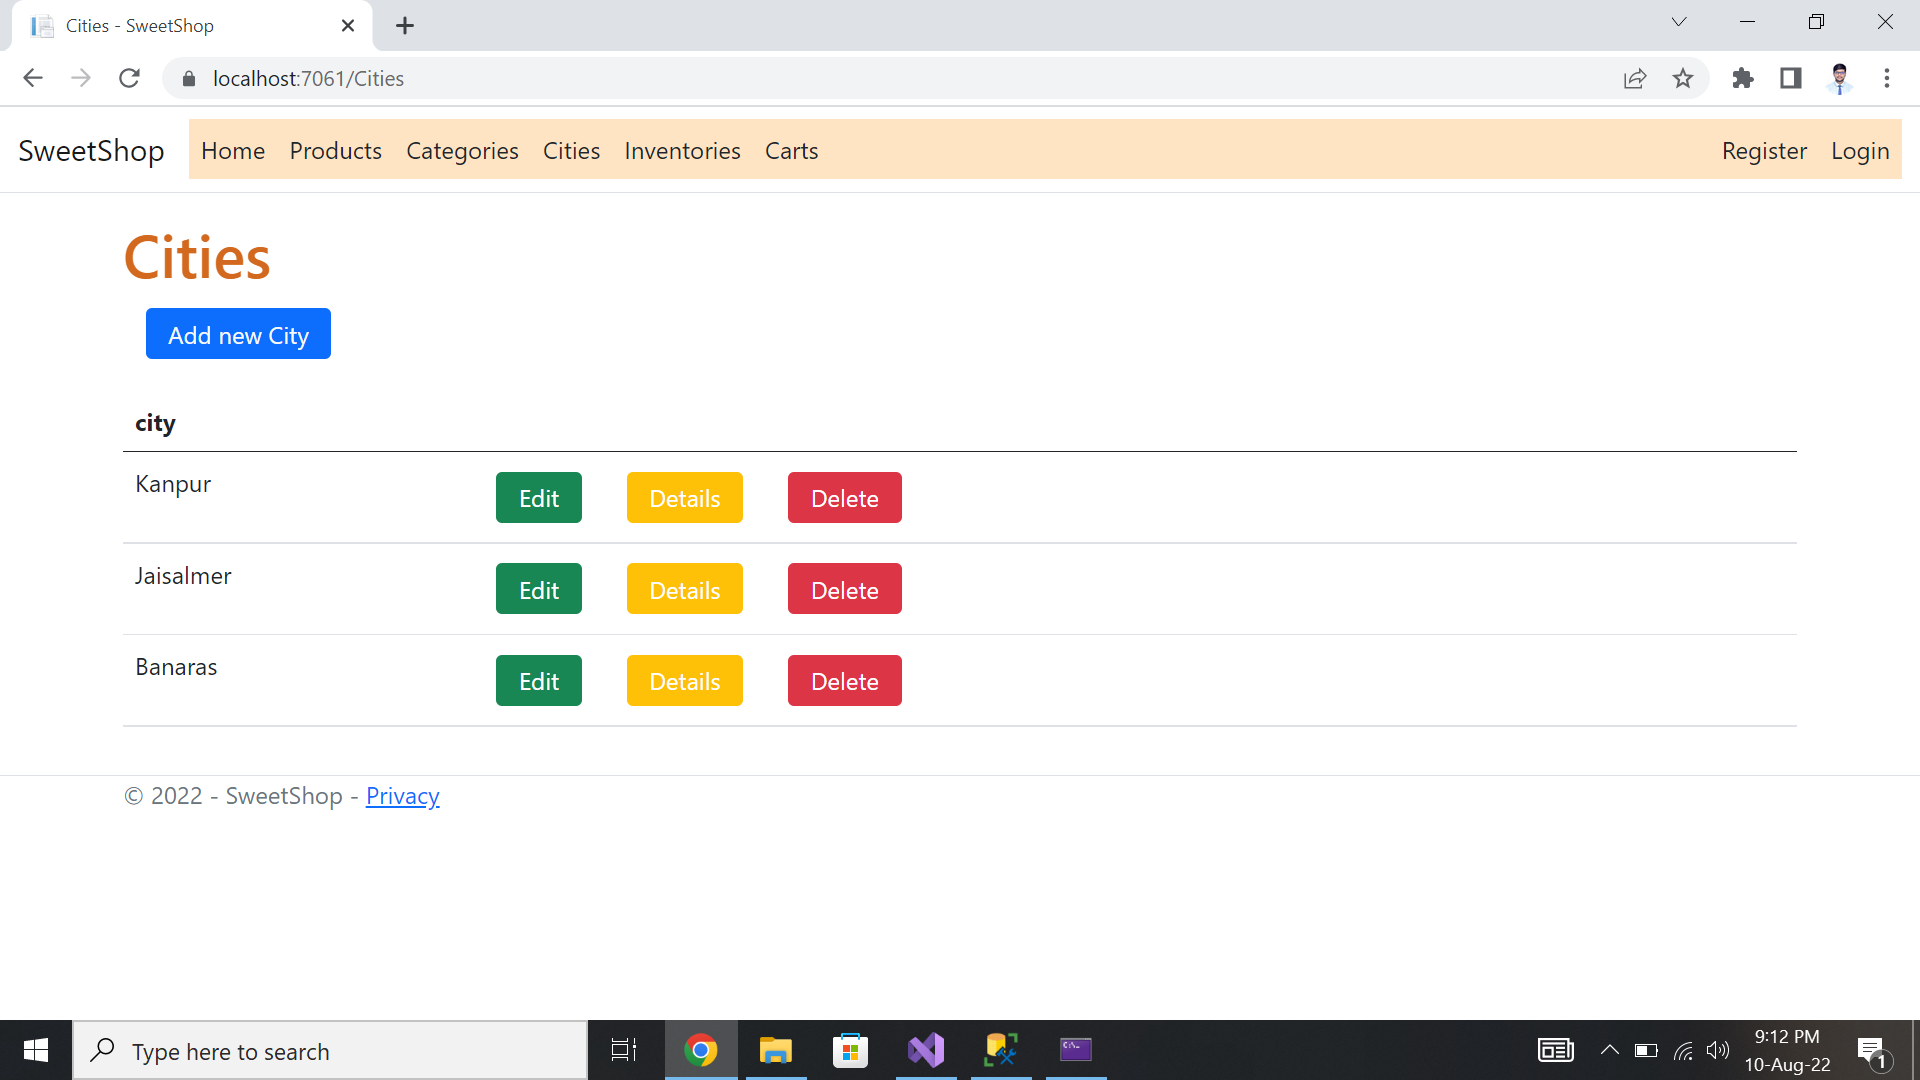 Cities - SweetShop
localhost:7061/Cities
SweetShop Home Products Categories Cities Inventories Carts Register Login
Cities
Add new City
city
Kanpur Edit Details Delete
Jaisalmer Edit Details Delete
Banaras Edit Details Delete
© 2022 - SweetShop - Privacy
Type here to search
9:12 PM
10-Aug-22
1